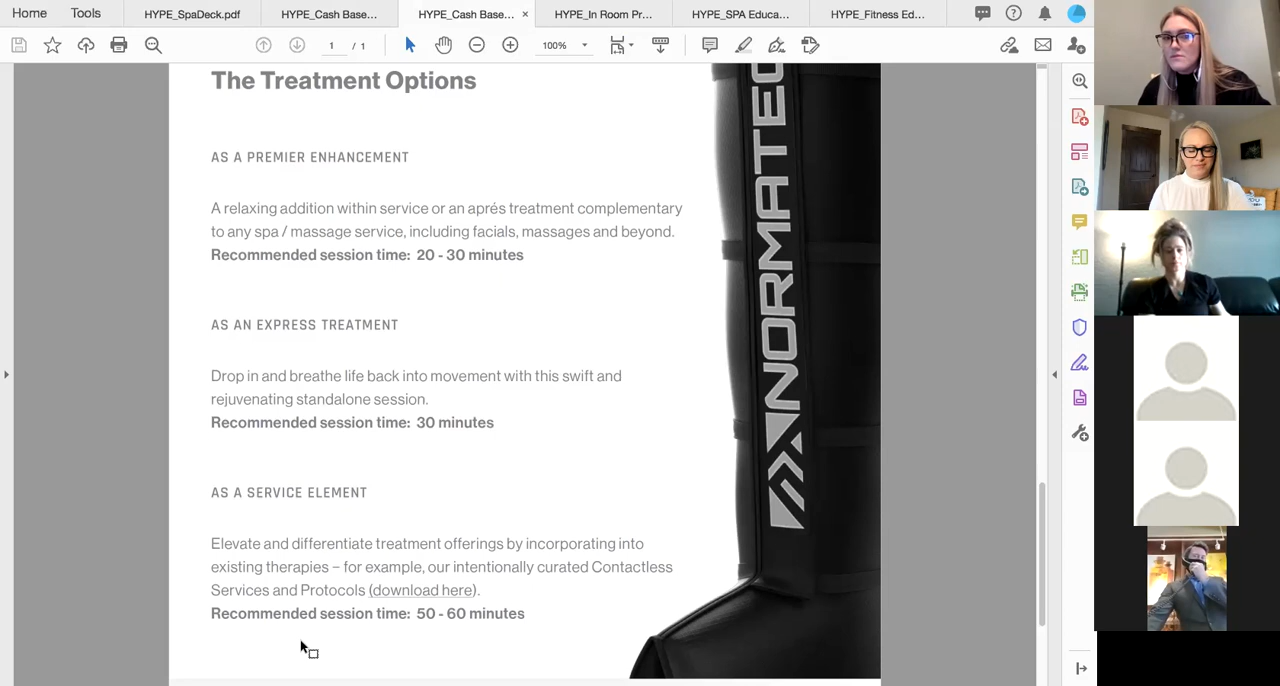 Home
Tools
HYPE_SpaDeck.pdf
HYPE_Cash Base...
HYPE_Cash Base... ×
HYPE_In Room Pr...
HYPE_SPA Educa...
HYPE_Fitness Ed...
1 / 1
100%
The Treatment Options
AS A PREMIER ENHANCEMENT
A relaxing addition within service or an aprés treatment complementary
to any spa / massage service, including facials, massages and beyond.
Recommended session time: 20 - 30 minutes
AS AN EXPRESS TREATMENT
Drop in and breathe life back into movement with this swift and
rejuvenating standalone session.
Recommended session time: 30 minutes
AS A SERVICE ELEMENT
Elevate and differentiate treatment offerings by incorporating into
existing therapies – for example, our intentionally curated Contactless
Services and Protocols (download here).
Recommended session time: 50 - 60 minutes
NORMATEC